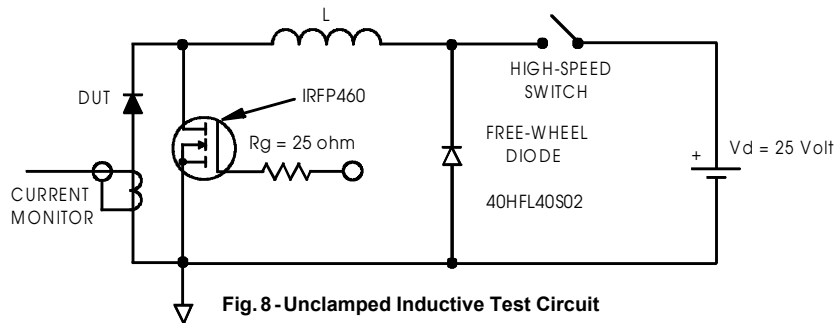 L
HIGH-SPEED
SWITCH
DUT
IRFP460
Rg = 25 ohm
FREE-WHEEL
DIODE
40HFL40S02
+
Vd = 25 Volt
CURRENT
MONITOR
Fig. 8 - Unclamped Inductive Test Circuit